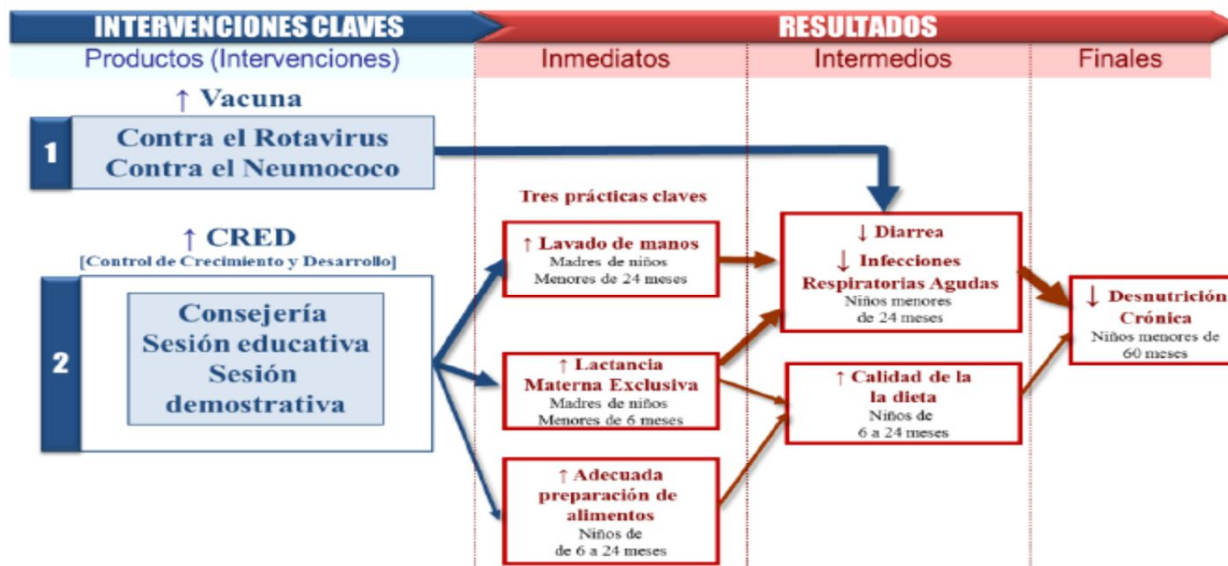 INTERVENCIONES CLAVES
RESULTADOS
Productos (Intervenciones)
Inmediatos
Intermedios
Finales
↑ Vacuna
1
Contra el Rotavirus
Contra el Neumococo
↑ CRED
[Control de Crecimiento y Desarrollo]
2
Consejería
Sesión educativa
Sesión
demostrativa
Tres prácticas claves
↑ Lavado de manos
Madres de niños
Menores de 24 meses
↑ Lactancia
Materna Exclusiva
Madres de niños
Menores de 6 meses
↑ Adecuada
preparación de
alimentos
Niños de
de 6 a 24 meses
↓ Diarrea
↓ Infecciones
Respiratorias Agudas
Niños menores
de 24 meses
↑ Calidad de la
la dieta
Niños de
6 a 24 meses
↓ Desnutrición
Crónica
Niños menores de
60 meses